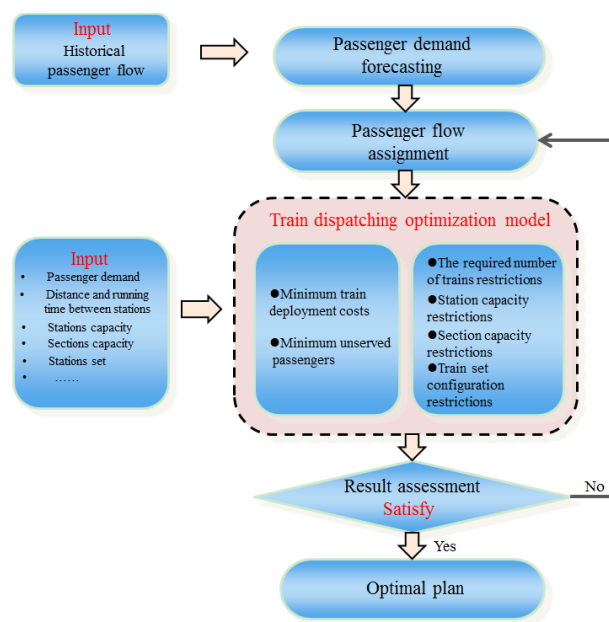 Input
Historical
passenger flow
Passenger demand
forecasting
Passenger flow
assignment
Train dispatching optimization model
Input
• Passenger demand
• Distance and running
time between stations
• Stations capacity
• Sections capacity
• Stations set
• ……
●Minimum train
deployment costs
●Minimum unserved
passengers
●The required number
of trains restrictions
●Station capacity
restrictions
●Section capacity
restrictions
●Train set
configuration
restrictions
Result assessment
Satisfy
No
Yes
Optimal plan